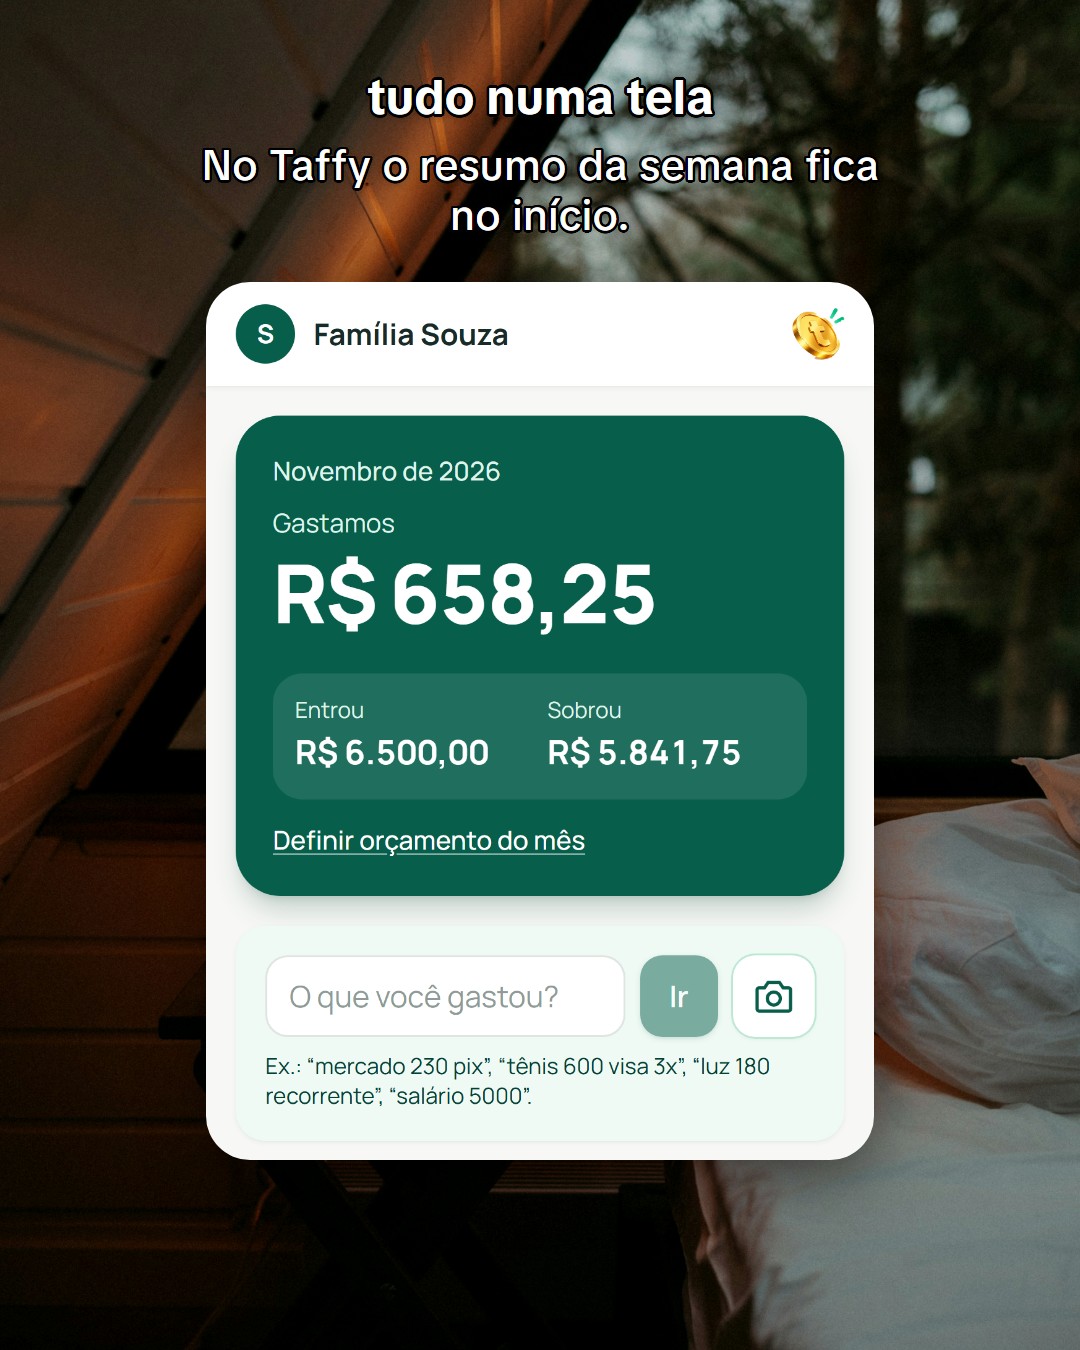 tudo numa tela
No Taffy o resumo da semana fica
no início.
S
Família Souza
t
Novembro de 2026
Gastamos
R$ 658,25
Entrou
Sobrou
R$ 6.500,00
R$ 5.841,75
Definir orçamento do mês
O que você gastou?
Ir
Ex.: “mercado 230 pix”, “tênis 600 visa 3x”, “luz 180
recorrente”, “salário 5000”.